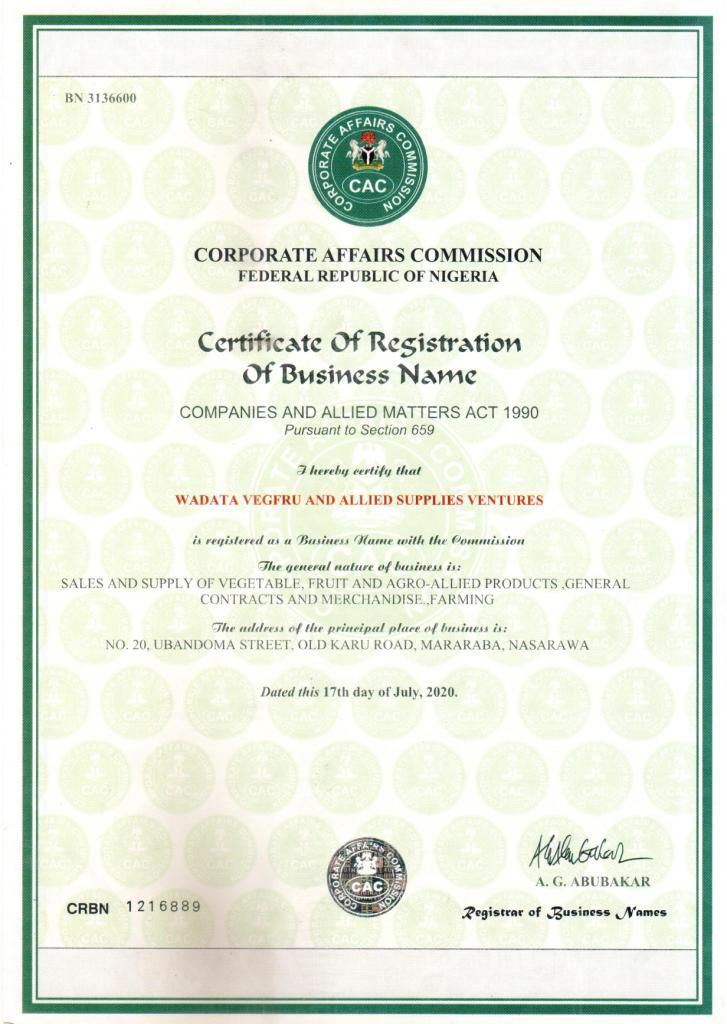 BN 3136600
CORPORATE AFFAIRS COMMISSION
CAC
CORPORATE AFFAIRS COMMISSION
FEDERAL REPUBLIC OF NIGERIA
Certificate Of Registration
Of Business Name
COMPANIES AND ALLIED MATTERS ACT 1990
Pursuant to Section 659
I hereby certify that
WADATA VEGFRU AND ALLIED SUPPLIES VENTURES
is registered as a Business Name with the Commission
The general nature of business is:
SALES AND SUPPLY OF VEGETABLE, FRUIT AND AGRO-ALLIED PRODUCTS ,GENERAL
CONTRACTS AND MERCHANDISE.,FARMING
The address of the principal place of business is:
NO. 20, UBANDOMA STREET, OLD KARU ROAD, MARARABA, NASARAWA
Dated this 17th day of July, 2020.
CORPORATE AFFAIRS COMMISSION
CAC
A. G. ABUBAKAR
CRBN 1216889
Registrar of Business Names